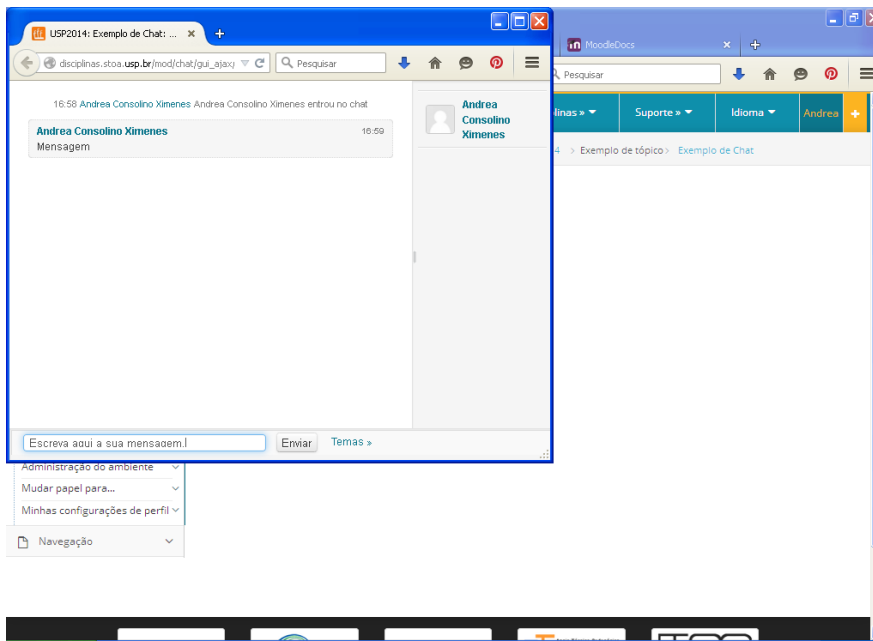 USP2014: Exemplo de Chat: ...
disciplinas.stoa.usp.br/mod/chat/gui_ajax
Pesquisar
16:58 Andrea Consolino Ximenes Andrea Consolino Ximenes entrou no chat
Andrea Consolino Ximenes 16:59
Mensagem
Andrea
Consolino
Ximenes
Escreva aqui a sua mensagem.
Enviar
Temas »
MoodleDocs
Pesquisar
linas » Suporte » Idioma Andrea
4 > Exemplo de tópico > Exemplo de Chat
Administração do ambiente
Mudar papel para...
Minhas configurações de perfil
Navegação